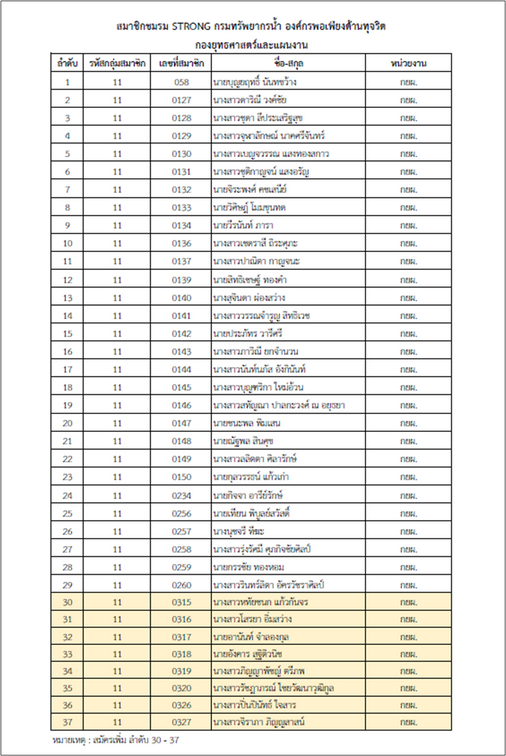 สมาชิกชมรม STRONG กรมทรัพยากรน้ำ องค์กรพอเพียงต้านทุจริต
กองยุทธศาสตร์และแผนงาน
ลำดับ รหัสกลุ่มสมาชิก เลขที่สมาชิก ชื่อ-สกุล หน่วยงาน
1 11 058 นายบุญยฤทธิ์ นันทขว้าง กยผ.
2 11 0127 นางสาวดาริณี วงค์ชัย กยผ.
3 11 0128 นางสาวชุดา ลีประเสริฐสุข กยผ.
4 11 0129 นางสาวจุฬาลักษณ์ นาคศรีจันทร์ กยผ.
5 11 0130 นางสาวเบญจวรรณ แสงทองสกาว กยผ.
6 11 0131 นางสาวชุติกาญจน์ แสงอรัญ กยผ.
7 11 0132 นายจิระพงศ์ คชเสนีย์ กยผ.
8 11 0133 นายวิศิษฎ์ โมมขุนทด กยผ.
9 11 0134 นายวีรนันท์ ภารา กยผ.
10 11 0136 นางสาวเขตราสี ถิระศุภะ กยผ.
11 11 0137 นางสาวปาณิดา กาญจนะ กยผ.
12 11 0139 นายสิทธิเชษฐ์ ทองคำ กยผ.
13 11 0140 นางสุจินดา ผ่องสว่าง กยผ.
14 11 0141 นางสาววรรณจำรูญ สิทธิเวช กยผ.
15 11 0142 นายประภัทร วารีศรี กยผ.
16 11 0143 นางสาวภาวิณี ยกจำนวน กยผ.
17 11 0144 นางสาวนันท์นภัส อังกินันท์ กยผ.
18 11 0145 นางสาวบุญฑริกา ใหม่อ้วน กยผ.
19 11 0146 นางสาวสทัญณา ปาลกะวงศ์ ณ อยุธยา กยผ.
20 11 0147 นายชนะพล พิมเสน กยผ.
21 11 0148 นายณัฐพล สินศุข กยผ.
22 11 0149 นางสาวลลิตตา ศิลารักษ์ กยผ.
23 11 0150 นายกุลวรรธน์ แก้วเก่า กยผ.
24 11 0234 นายกิจจา อารีย์รักษ์ กยผ.
25 11 0256 นายเทียน พิบูลย์สวัสดิ์ กยผ.
26 11 0257 นางนุชจรี ทีฆะ กยผ.
27 11 0258 นางสาวรุ่งรัศมี ศุภกิจชัยศิลป์ กยผ.
28 11 0259 นายกรรชัย ทองหอม กยผ.
29 11 0260 นางสาวรินทร์ลิตา อัครวัชราศิลป์ กยผ.
30 11 0315 นางสาวหทัยชนก แก้วกันจร กยผ.
31 11 0316 นางสาวโสรยา อิ่มสว่าง กยผ.
32 11 0317 นายอานันท์ จำลองกุล กยผ.
33 11 0318 นายอังคาร สุฐิติวนิช กยผ.
34 11 0319 นางสาวภิญญาพัชญ์ ตรีภพ กยผ.
35 11 0320 นางสาวรัชฎาภรณ์ ไชยวัฒนาวุฒิกูล กยผ.
36 11 0326 นางสาวปิ่นปินัทธ์ ใจสาร กยผ.
37 11 0327 นางสาวจิราภา ภิญญสาสน์ กยผ.
หมายเหตุ : สมัครเพิ่ม ลำดับ 30 - 37